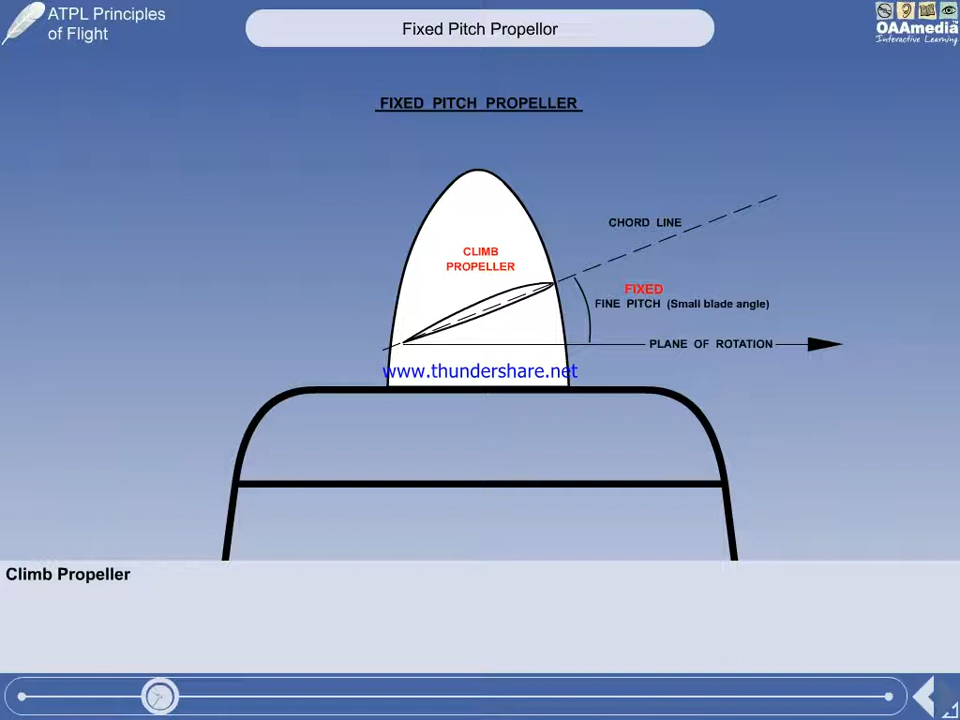 ATPL Principles
of Flight
Fixed Pitch Propellor
OAAmedia
Interactive Learning
FIXED PITCH PROPELLER
CHORD LINE
CLIMB
PROPELLER
FIXED
FINE PITCH (Small blade angle)
PLANE OF ROTATION
www.thundershare.net
Climb Propeller